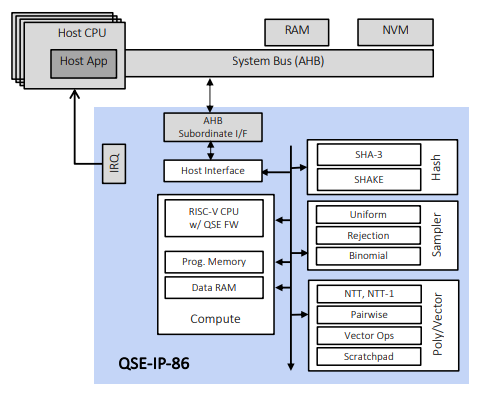 Host CPU
Host App
RAM
NVM
System Bus (AHB)
AHB
Subordinate I/F
IRQ
Host Interface
SHA-3
SHAKE
Hash
RISC-V CPU
w/ QSE FW
Prog. Memory
Data RAM
Compute
Uniform
Rejection
Binomial
Sampler
NTT, NTT-1
Pairwise
Vector Ops
Scratchpad
Poly/Vector
QSE-IP-86